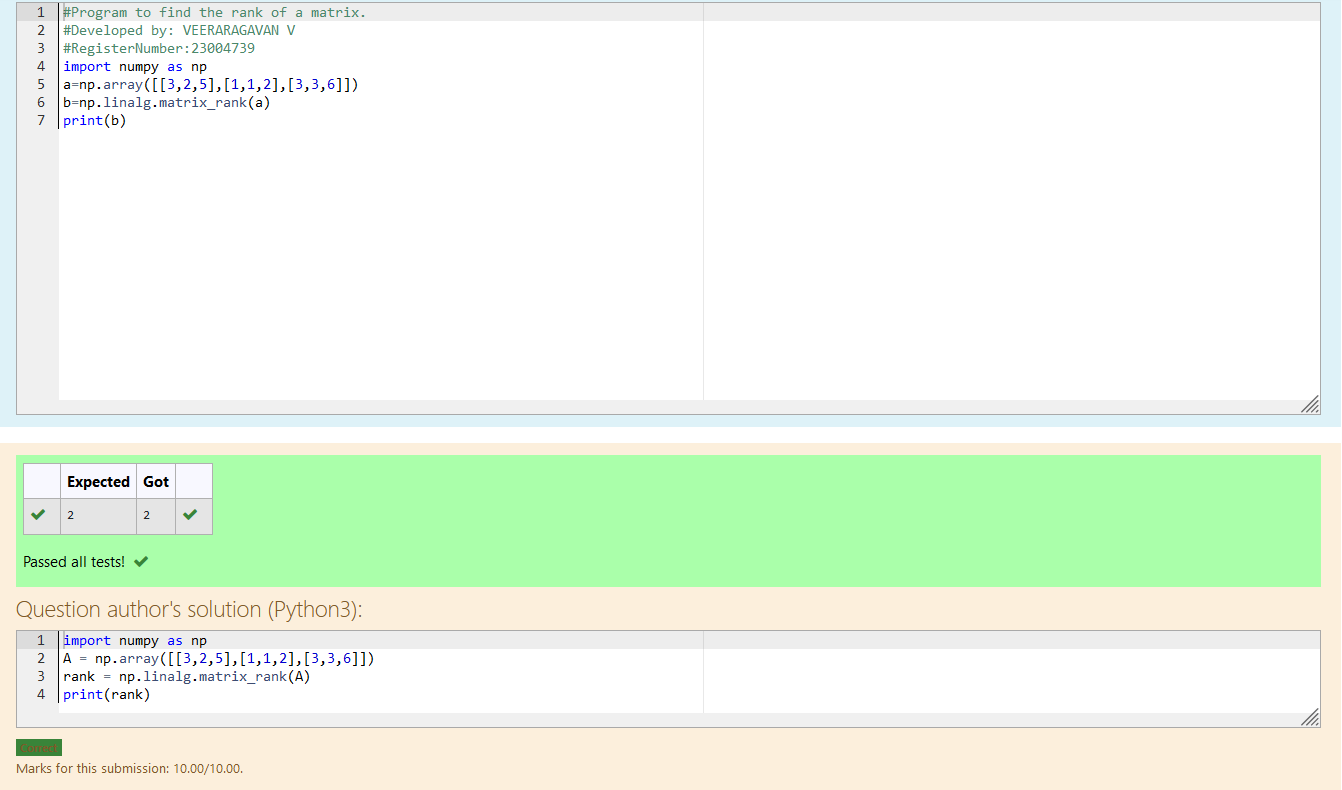 1 #Program to find the rank of a matrix.
2 #Developed by: VEERARAGAVAN V
3 #RegisterNumber:23004739
4 import numpy as np
5 a=np.array([[3,2,5],[1,1,2],[3,3,6]])
6 b=np.linalg.matrix_rank(a)
7 print(b)
Expected Got
2 2
Passed all tests!
Question author's solution (Python3):
1 import numpy as np
2 A = np.array([[3,2,5],[1,1,2],[3,3,6]])
3 rank = np.linalg.matrix_rank(A)
4 print(rank)
Correct
Marks for this submission: 10.00/10.00.